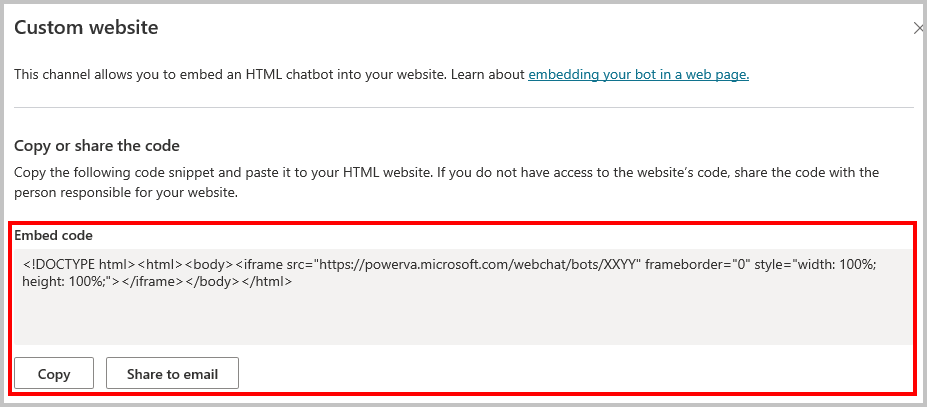 Custom website
This channel allows you to embed an HTML chatbot into your website. Learn about embedding your bot in a web page.
Copy or share the code
Copy the following code snippet and paste it to your HTML website. If you do not have access to the website’s code, share the code with the
person responsible for your website.
Embed code
<!DOCTYPE html><html><body><iframe src="https://powerva.microsoft.com/webchat/bots/XXYY" frameborder="0" style="width: 100%;
height: 100%;"></iframe></body></html>
Copy
Share to email